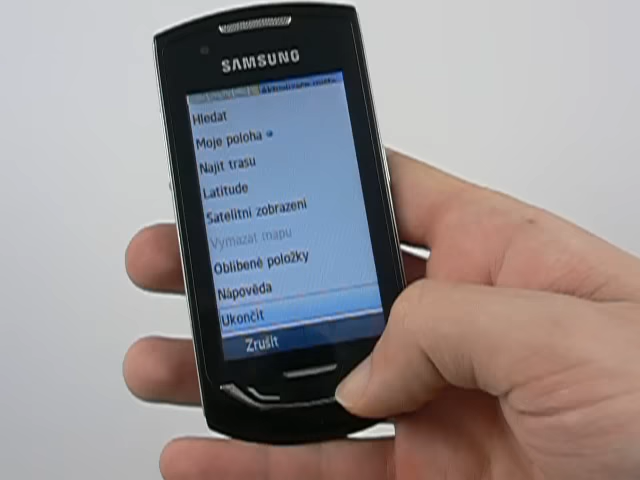 SAMSUNG
Hledat
Moje poloha
Najít trasu
Latitude
Satelitní zobrazení
Vymazat mapu
Oblíbené položky
Nápověda
Ukončit
Zrušit